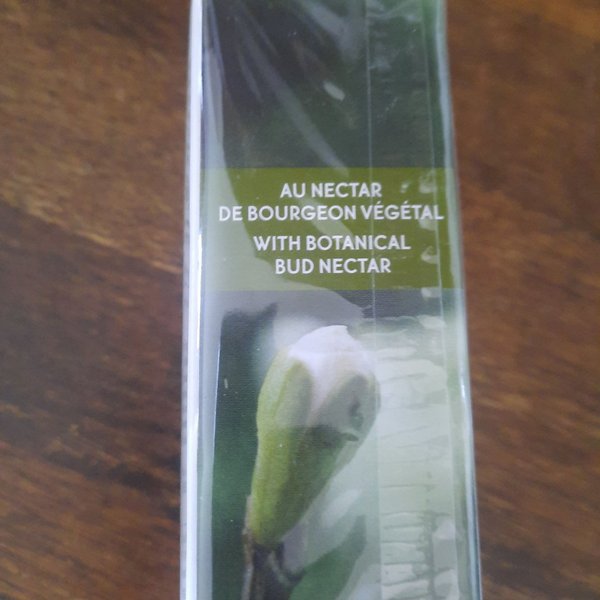 AU NECTAR
DE BOURGEON VÉGÉTAL
WITH BOTANICAL
BUD NECTAR